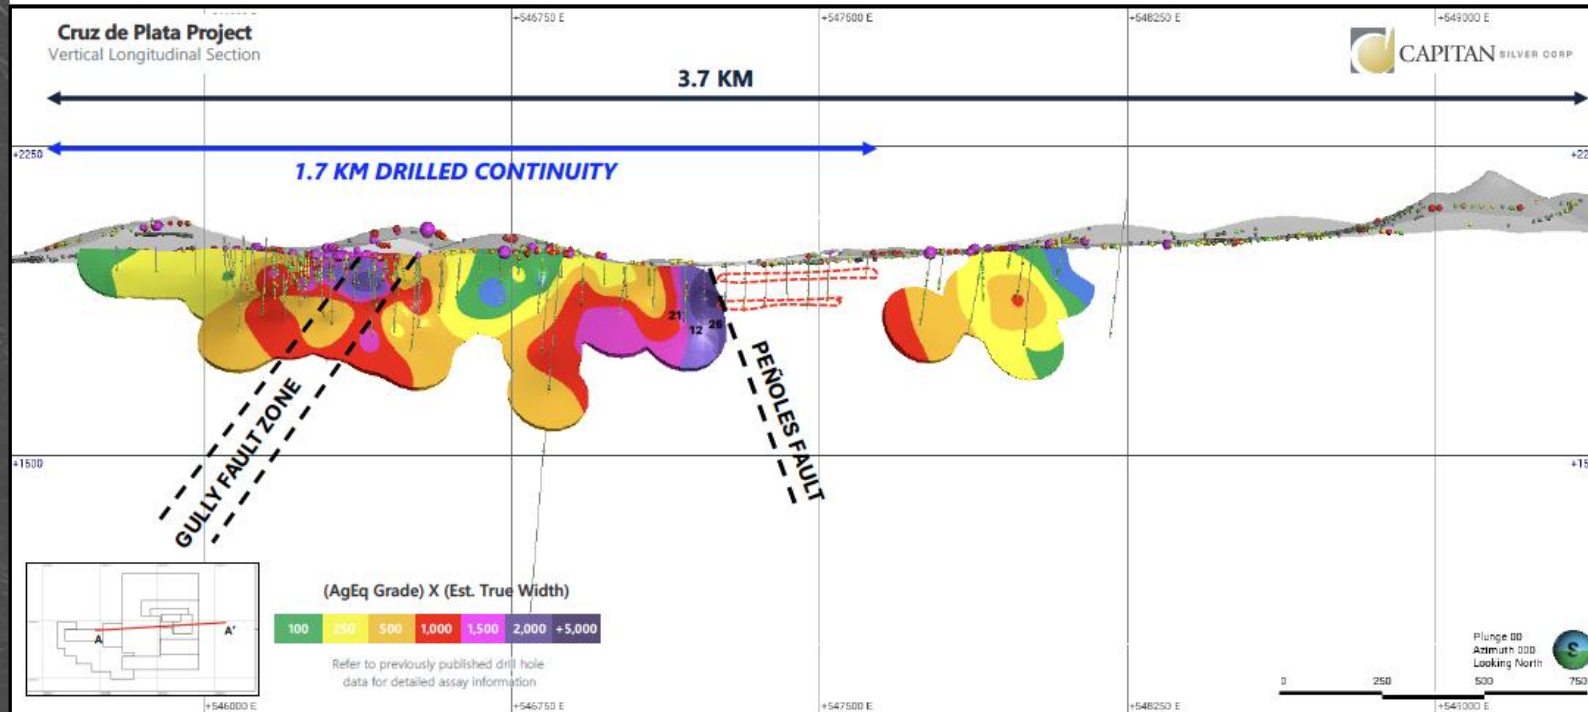 +546750 E
+547500 E
+548250 E
+549000 E
Cruz de Plata Project
Vertical Longitudinal Section
CAPITAN SILVER CORP
3.7 KM
+2250
1.7 KM DRILLED CONTINUITY
21
12
26
GULLY FAULT ZONE
PEÑOLES FAULT
+1500
A
A'
(AgEq Grade) X (Est. True Width)
100 250 500 1,000 1,500 2,000 +5,000
Refer to previously published drill hole
data for detailed assay information
Plunge 00
Azimuth 000
Looking North
S
0 250 500 750
+546000 E
+546750 E
+547500 E
+548250 E
+549000 E